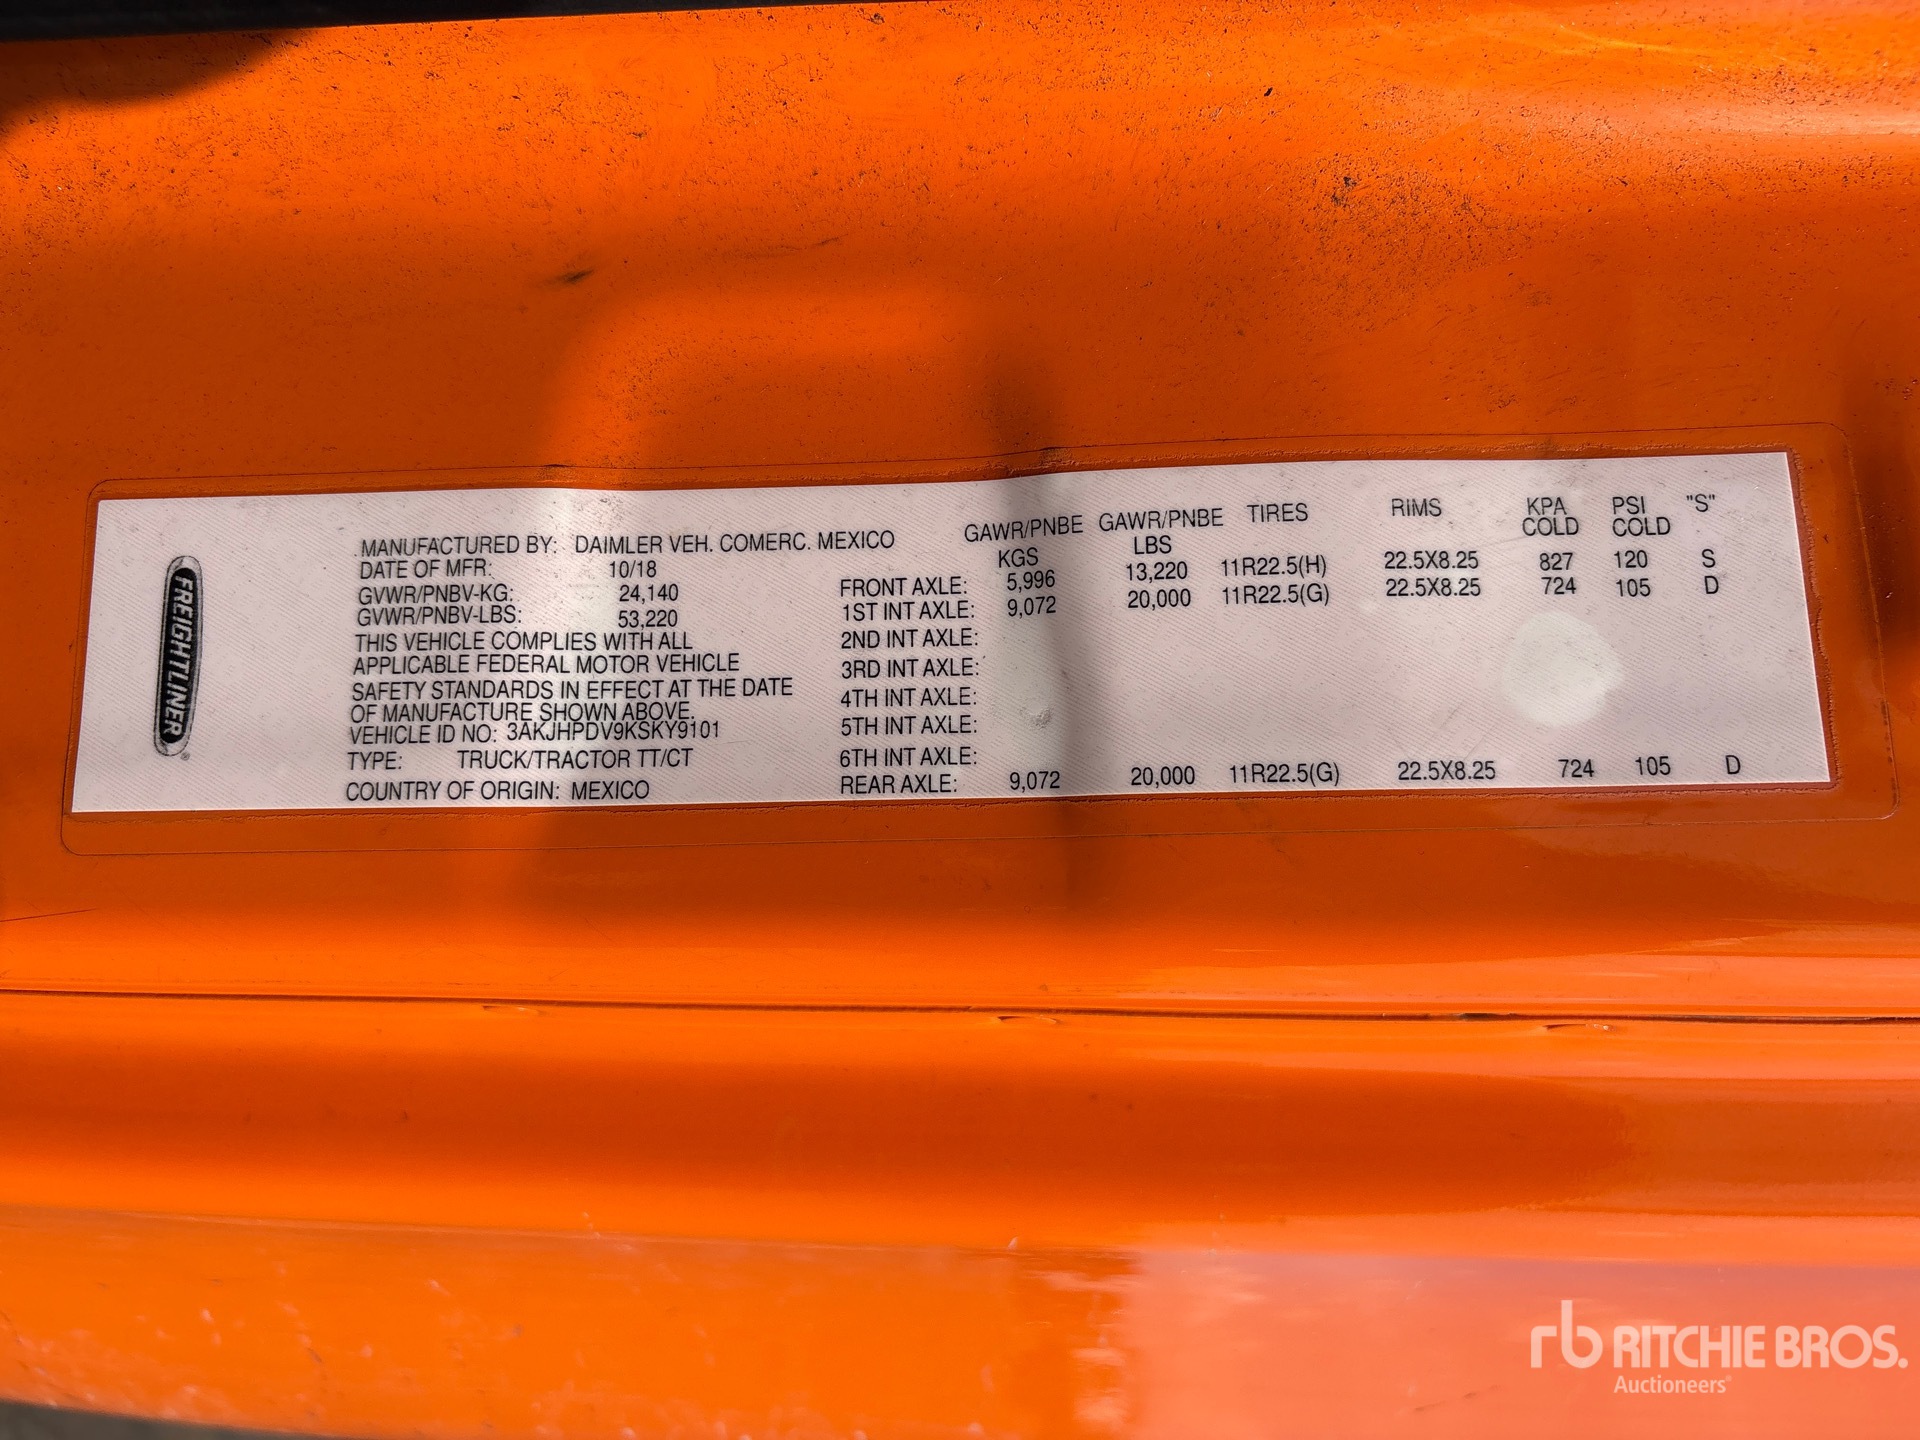 FREIGHTLINER
MANUFACTURED BY: DAIMLER VEH. COMERC. MEXICO
DATE OF MFR: 10/18
GVWR/PNBV-KG: 24,140
GVWR/PNBV-LBS: 53,220
THIS VEHICLE COMPLIES WITH ALL
APPLICABLE FEDERAL MOTOR VEHICLE
SAFETY STANDARDS IN EFFECT AT THE DATE
OF MANUFACTURE SHOWN ABOVE.
VEHICLE ID NO: 3AKJHPDV9KSKY9101
TYPE: TRUCK/TRACTOR TT/CT
COUNTRY OF ORIGIN: MEXICO
GAWR/PNBE GAWR/PNBE TIRES RIMS KPA PSI "S"
KGS LBS COLD COLD
FRONT AXLE: 5,996 13,220 11R22.5(H) 22.5X8.25 827 120 S
1ST INT AXLE: 9,072 20,000 11R22.5(G) 22.5X8.25 724 105 D
2ND INT AXLE:
3RD INT AXLE:
4TH INT AXLE:
5TH INT AXLE:
6TH INT AXLE:
REAR AXLE: 9,072 20,000 11R22.5(G) 22.5X8.25 724 105 D
rb RITCHIE BROS.
Auctioneers